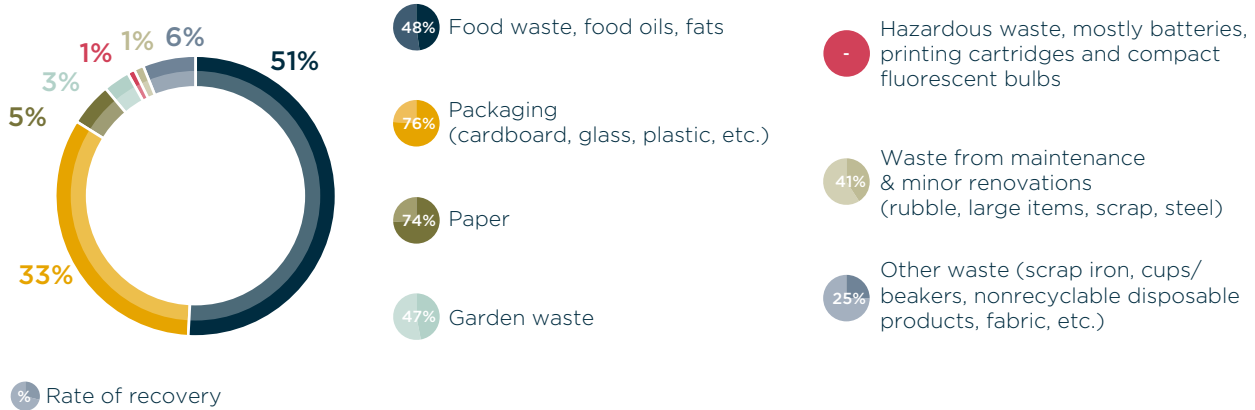 1%
1%
6%
51%
3%
5%
33%
48%
Food waste, food oils, fats
76%
Packaging
(cardboard, glass, plastic, etc.)
74%
Paper
47%
Garden waste
-
Hazardous waste, mostly batteries,
printing cartridges and compact
fluorescent bulbs
41%
Waste from maintenance
& minor renovations
(rubble, large items, scrap, steel)
25%
Other waste (scrap iron, cups/
beakers, nonrecyclable disposable
products, fabric, etc.)
%
Rate of recovery